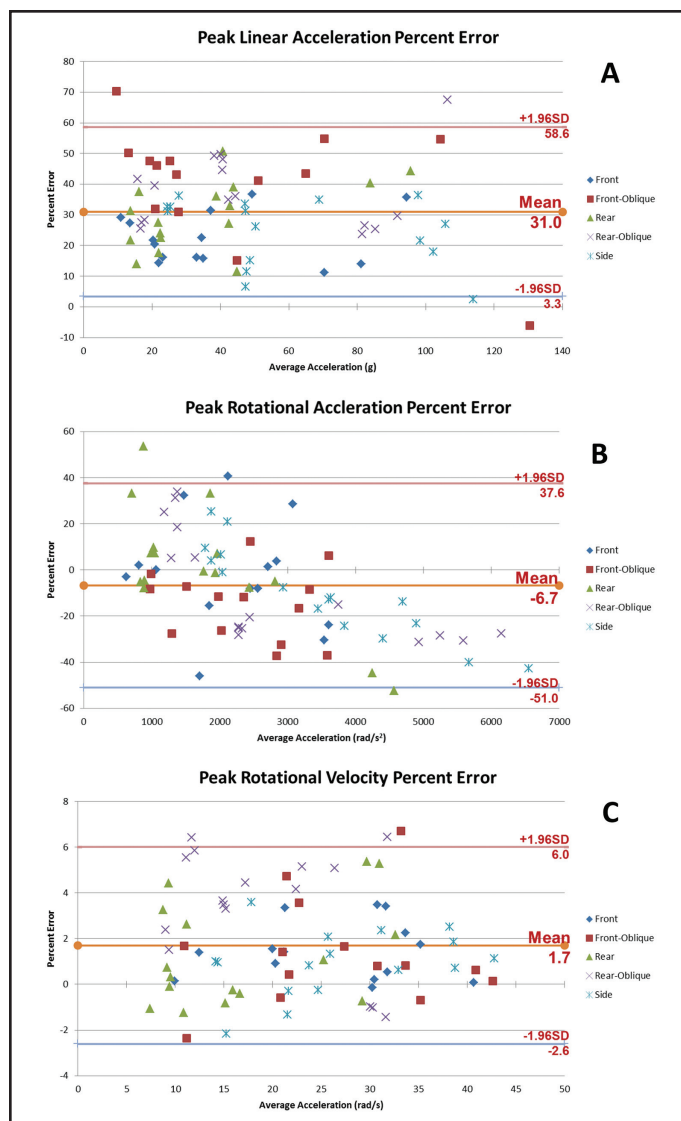 Peak Linear Acceleration Percent Error
A
80
70
60
50
40
30
20
10
0
-10
Percent Error
+1.96SD
58.6
Mean
31.0
-1.96SD
3.3
Front
Front-Oblique
Rear
Rear-Oblique
Side
0 20 40 60 80 100 120 140
Average Acceleration (g)
Peak Rotational Accleration Percent Error
B
60
40
20
0
-20
-40
-60
Percent Error
+1.96SD
37.6
Mean
-6.7
-1.96SD
-51.0
Front
Front-Oblique
Rear
Rear-Oblique
Side
0 1000 2000 3000 4000 5000 6000 7000
Average Acceleration (rad/s²)
Peak Rotational Velocity Percent Error
C
8
6
4
2
0
-2
-4
Percent Error
+1.96SD
6.0
Mean
1.7
-1.96SD
-2.6
Front
Front-Oblique
Rear
Rear-Oblique
Side
0 5 10 15 20 25 30 35 40 45 50
Average Acceleration (rad/s)